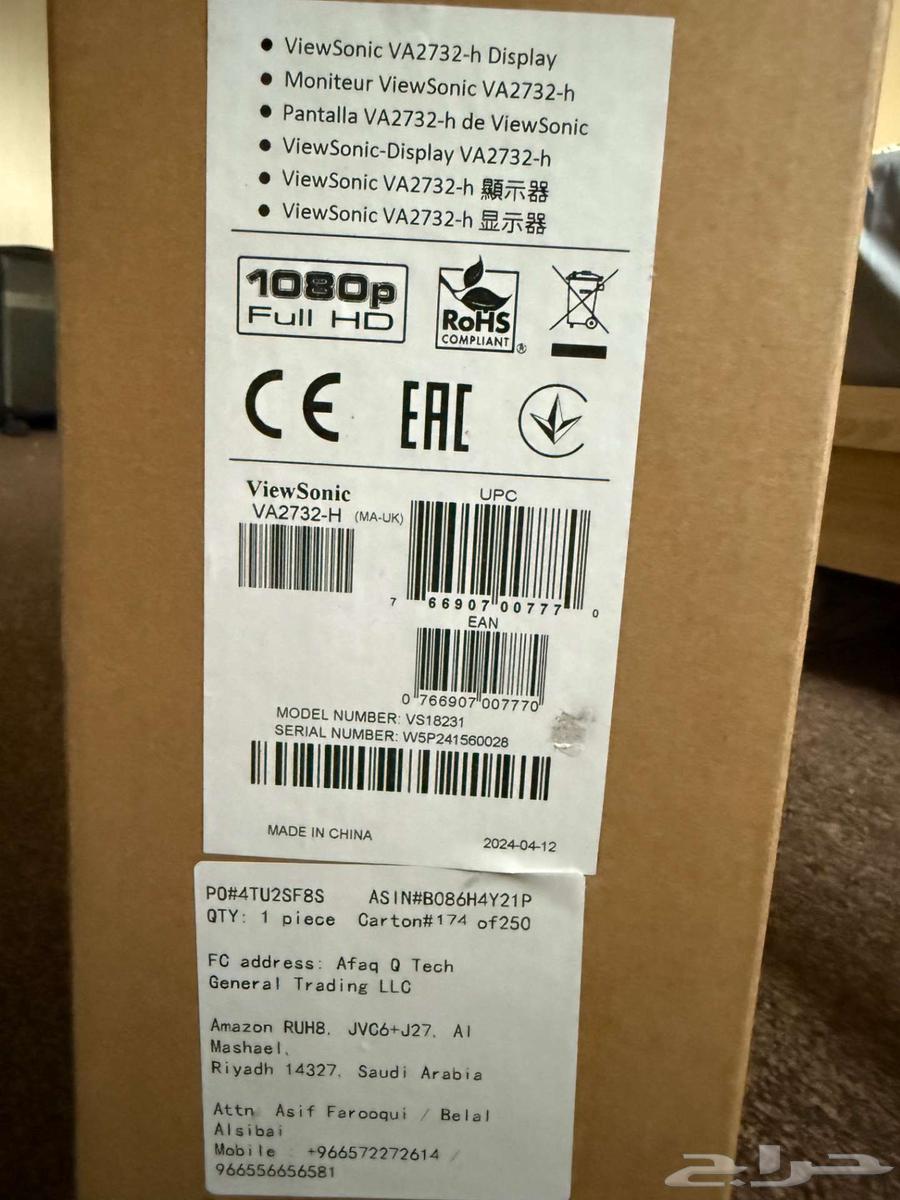 • ViewSonic VA2732-h Display
• Moniteur ViewSonic VA2732-h
• Pantalla VA2732-h de ViewSonic
• ViewSonic-Display VA2732-h
• ViewSonic VA2732-h 顯示器
• ViewSonic VA2732-h 显示器
1080p
Full HD
RoHS
COMPLIANT ®
CE EAC
ViewSonic
VA2732-H (MA-UK)
UPC
7 66907 00777 0
EAN
0 766907 007770
MODEL NUMBER: VS18231
SERIAL NUMBER: W5P241560028
MADE IN CHINA 2024-04-12
PO#4TU2SF8S ASIN#B086H4Y21P
QTY: 1 piece Carton#174 of250
FC address: Afaq Q Tech
General Trading LLC
Amazon RUH8, JVC6+J27, Al
Mashael,
Riyadh 14327, Saudi Arabia
Attn Asif Farooqui / Belal
Alsibai
Mobile +966572272614 /
966556656581
حراج